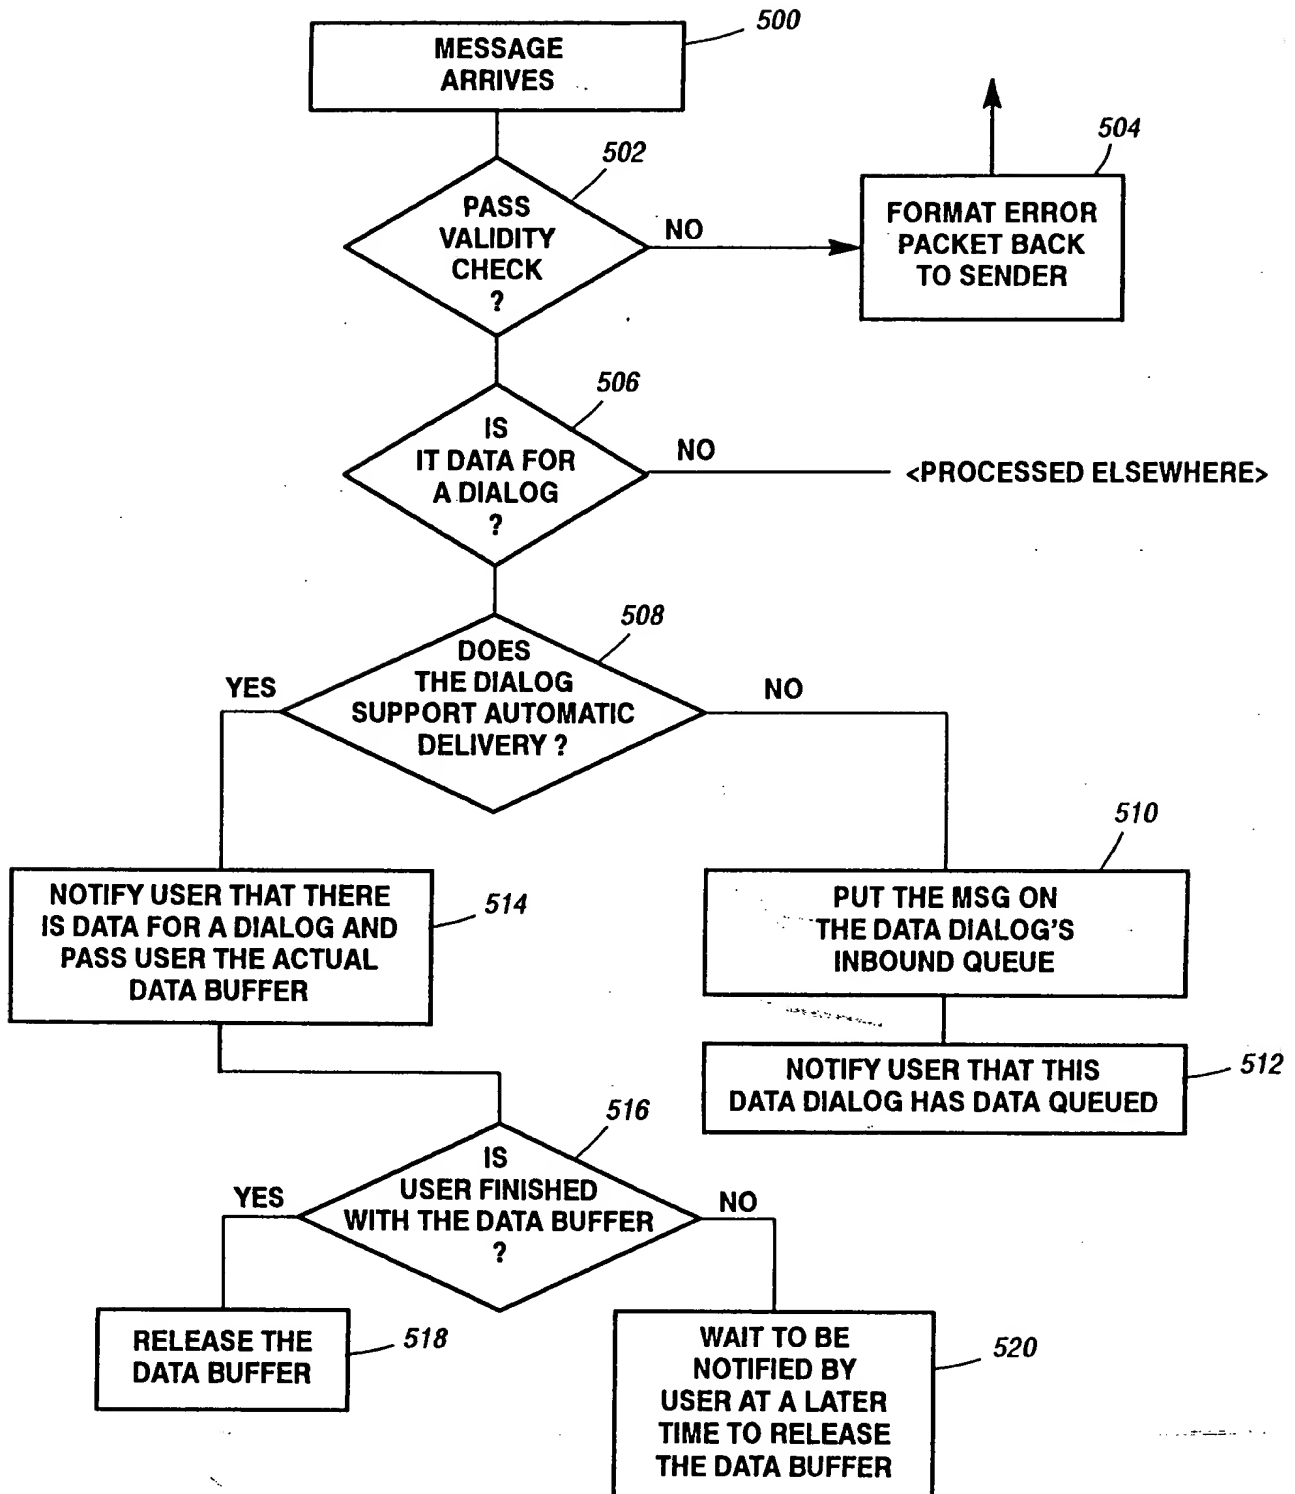 500
MESSAGE
ARRIVES
502
504
PASS
VALIDITY
CHECK
?
NO
FORMAT ERROR
PACKET BACK
TO SENDER
506
IS
IT DATA FOR
A DIALOG
?
NO
<PROCESSED ELSEWHERE>
508
DOES
THE DIALOG
SUPPORT AUTOMATIC
DELIVERY ?
YES
NO
510
NOTIFY USER THAT THERE
IS DATA FOR A DIALOG AND
PASS USER THE ACTUAL
DATA BUFFER
514
PUT THE MSG ON
THE DATA DIALOG'S
INBOUND QUEUE
NOTIFY USER THAT THIS
DATA DIALOG HAS DATA QUEUED
512
516
IS
USER FINISHED
WITH THE DATA BUFFER
?
YES
NO
RELEASE THE
DATA BUFFER
518
WAIT TO BE
NOTIFIED BY
USER AT A LATER
TIME TO RELEASE
THE DATA BUFFER
520